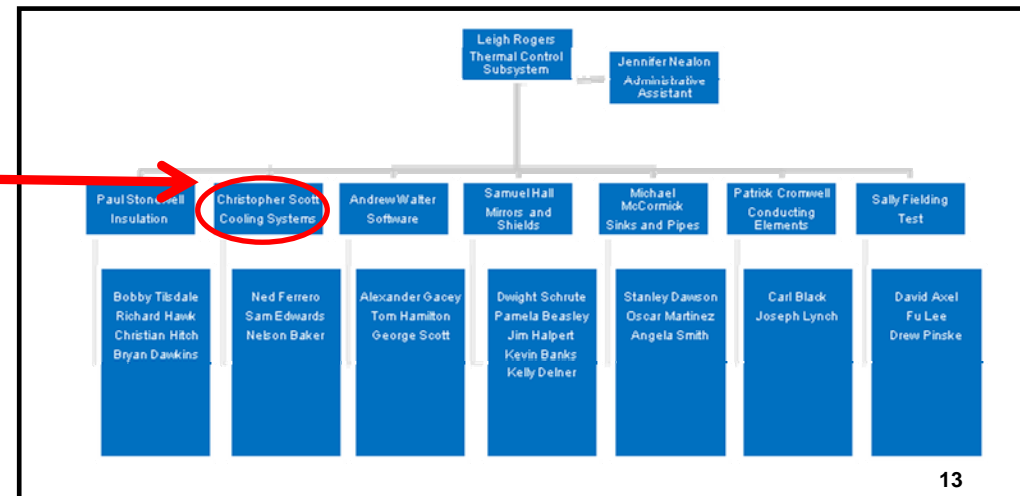 Leigh Rogers
Thermal Control
Subsystem
Jennifer Nealon
Administrative
Assistant
Paul
Insulation
Christopher Scott
Cooling Systems
Andrew Walter
Software
Samuel Hall
Mirrors and
Shields
Michael
McCormick
Sinks and Pipes
Patrick Cromwell
Conducting
Elements
Sally Fielding
Test
Bobby Tilsdale
Richard Hawk
Christian Hitch
Bryan Dawkins
Ned Ferrero
Sam Edwards
Nelson Baker
Alexander Gacey
Tom Hamilton
George Scott
Dwight Schrute
Pamela Beasley
Jim Halpert
Kevin Banks
Kelly Delner
Stanley Dawson
Oscar Martinez
Angela Smith
Carl Black
Joseph Lynch
David Axel
Fu Lee
Drew Pinske
13